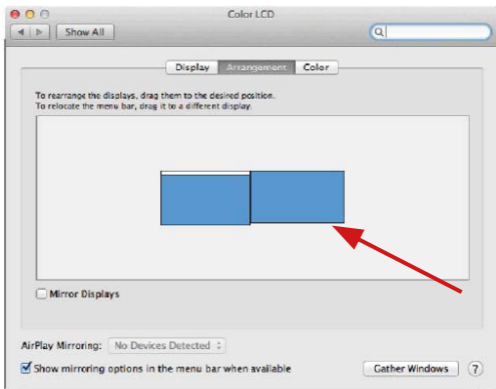 Color LCD
Show All
Display Arrangement Color
To rearrange the displays, drag them to the desired position.
To relocate the menu bar, drag it to a different display.
Mirror Displays
AirPlay Mirroring: No Devices Detected
Show mirroring options in the menu bar when available
Gather Windows ?